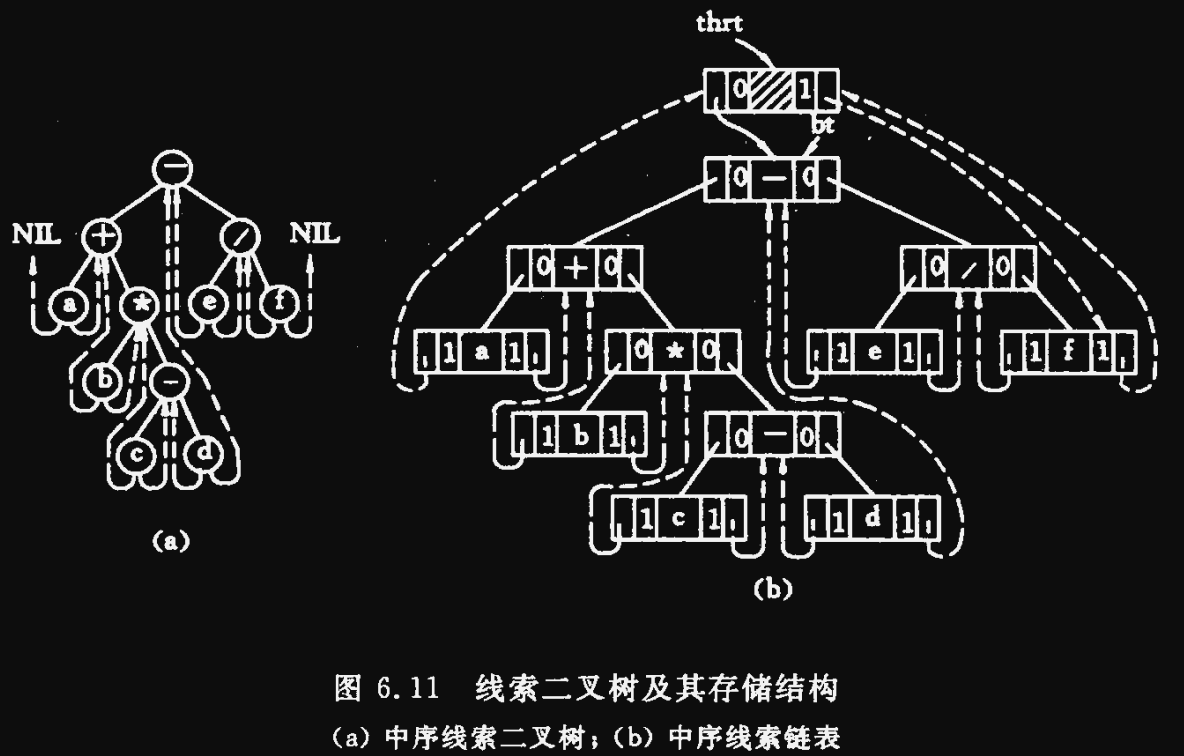 thrt
0 1
bt
0 — 0
—
NIL + / NIL
0 + 0
0 / 0
a * e f
1 a 1
0 * 0
1 e 1
1 f 1
b -
1 b 1
0 — 0
c d
1 c 1
1 d 1
(a)
(b)
图 6.11 线索二叉树及其存储结构
(a) 中序线索二叉树；(b) 中序线索链表